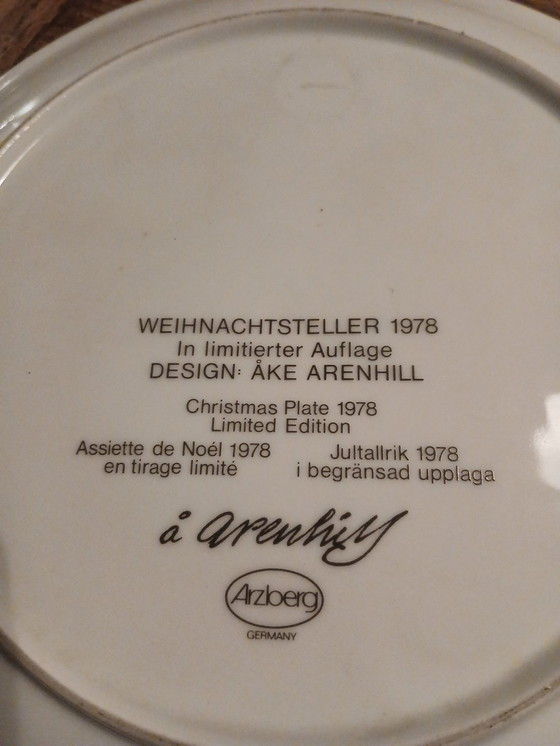 WEIHNACHTSTELLER 1978
In limitierter Auflage
DESIGN: ÅKE ARENHILL
Christmas Plate 1978
Limited Edition
Assiette de Noél 1978
en tirage limité
Jultallrik 1978
i begränsad upplaga
å arenhill
Arzberg
GERMANY